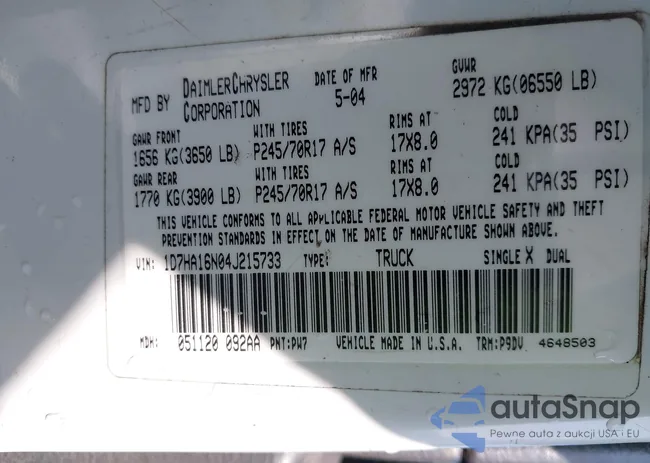 MFD BY DAIMLERCHRYSLER CORPORATION DATE OF MFR 5-04 GVWR 2972 KG(06550 LB)
GAWR FRONT WITH TIRES RIMS AT COLD
1656 KG(3650 LB) P245/70R17 A/S 17X8.0 241 KPA(35 PSI)
GAWR REAR WITH TIRES RIMS AT COLD
1770 KG(3900 LB) P245/70R17 A/S 17X8.0 241 KPA(35 PSI)
THIS VEHICLE CONFORMS TO ALL APPLICABLE FEDERAL MOTOR VEHICLE SAFETY AND THEFT
PREVENTION STANDARDS IN EFFECT ON THE DATE OF MANUFACTURE SHOWN ABOVE.
VIN: 1D7HA16N04J215733 TYPE: TRUCK SINGLE X DUAL
MDH: 051120 092AA PNT:PW7 VEHICLE MADE IN U.S.A. TRM:P9DV 4648503
autaSnap
Pewne auta z aukcji USA i EU